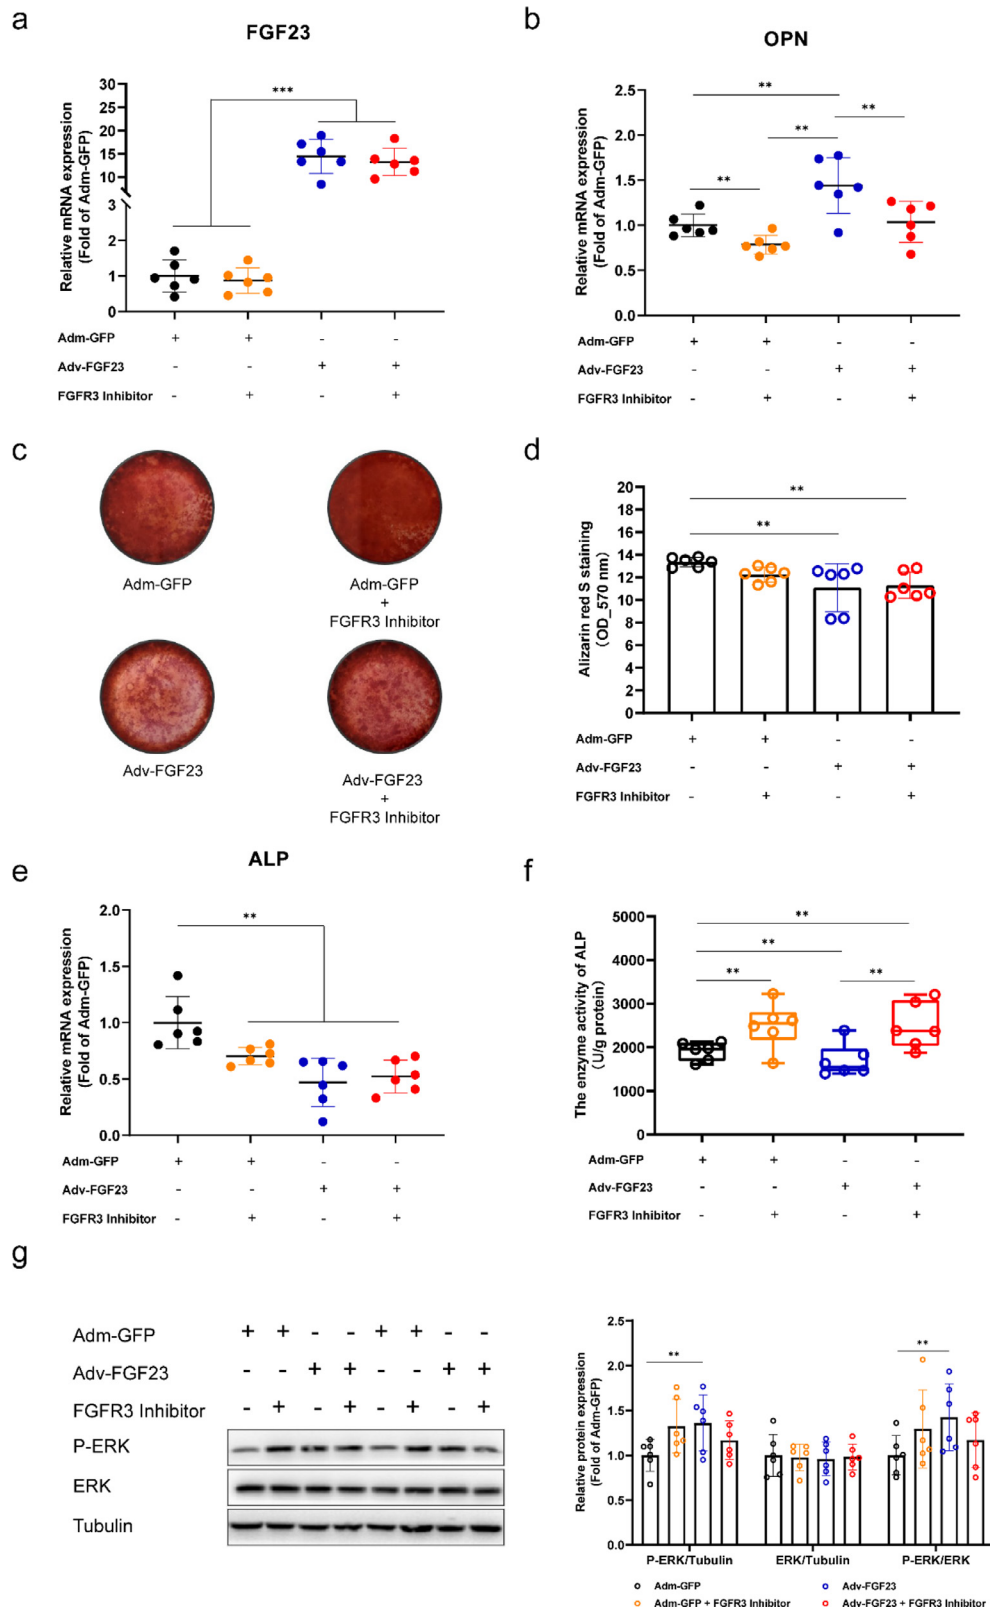 a
FGF23
Relative mRNA expression
(Fold of Adm-GFP)
30
25
20
15
10
3
2
1
0
***
Adm-GFP + + - -
Adv-FGF23 - - + +
FGFR3 Inhibitor - + - +
b
OPN
Relative mRNA expression
(Fold of Adm-GFP)
2.5
2.0
1.5
1.0
0.5
0.0
**
**
**
**
Adm-GFP + + - -
Adv-FGF23 - - + +
FGFR3 Inhibitor - + - +
c
Adm-GFP
Adm-GFP
+
FGFR3 Inhibitor
Adv-FGF23
Adv-FGF23
+
FGFR3 Inhibitor
d
Alizarin red S staining
(OD_570 nm)
20
18
16
14
12
10
8
6
4
2
0
**
**
Adm-GFP + + - -
Adv-FGF23 - - + +
FGFR3 Inhibitor - + - +
e
ALP
Relative mRNA expression
(Fold of Adm-GFP)
2.0
1.5
1.0
0.5
0.0
**
Adm-GFP + + - -
Adv-FGF23 - - + +
FGFR3 Inhibitor - + - +
f
The enzyme activity of ALP
(U/g protein)
5000
4000
3000
2000
1000
0
**
**
**
**
Adm-GFP + + - -
Adv-FGF23 - - + +
FGFR3 Inhibitor - + - +
g
Adm-GFP + + - - + + - -
Adv-FGF23 - - + + - - + +
FGFR3 Inhibitor - + - + - + - +
P-ERK
ERK
Tubulin
Relative protein expression
(Fold of Adm-GFP)
2.5
2.0
1.5
1.0
0.5
0.0
**
**
P-ERK/Tubulin ERK/Tubulin P-ERK/ERK
Adm-GFP Adv-FGF23
Adm-GFP + FGFR3 Inhibitor Adv-FGF23 + FGFR3 Inhibitor